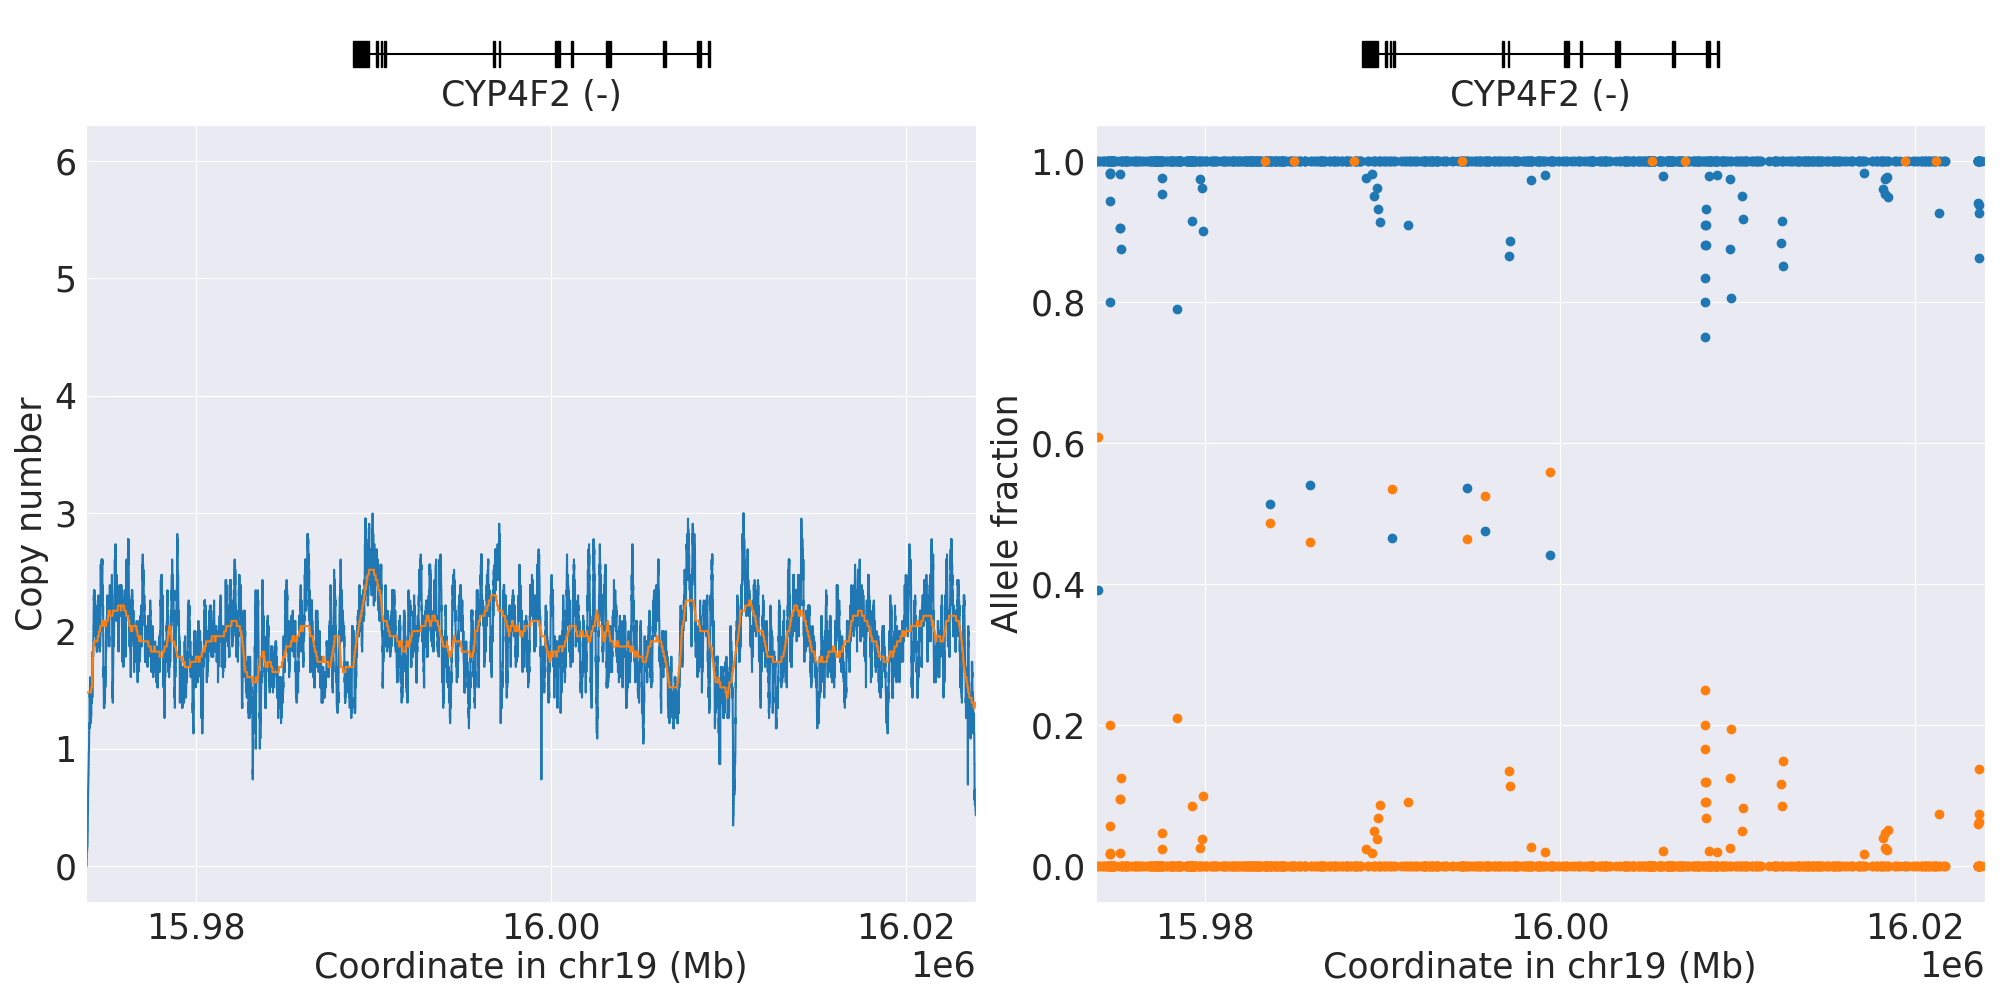 CYP4F2 (-)
6
5
4
3
2
1
0
Copy number
15.98
16.00
16.02
Coordinate in chr19 (Mb)
1e6
CYP4F2 (-)
1.0
0.8
0.6
0.4
0.2
0.0
Allele fraction
15.98
16.00
16.02
Coordinate in chr19 (Mb)
1e6